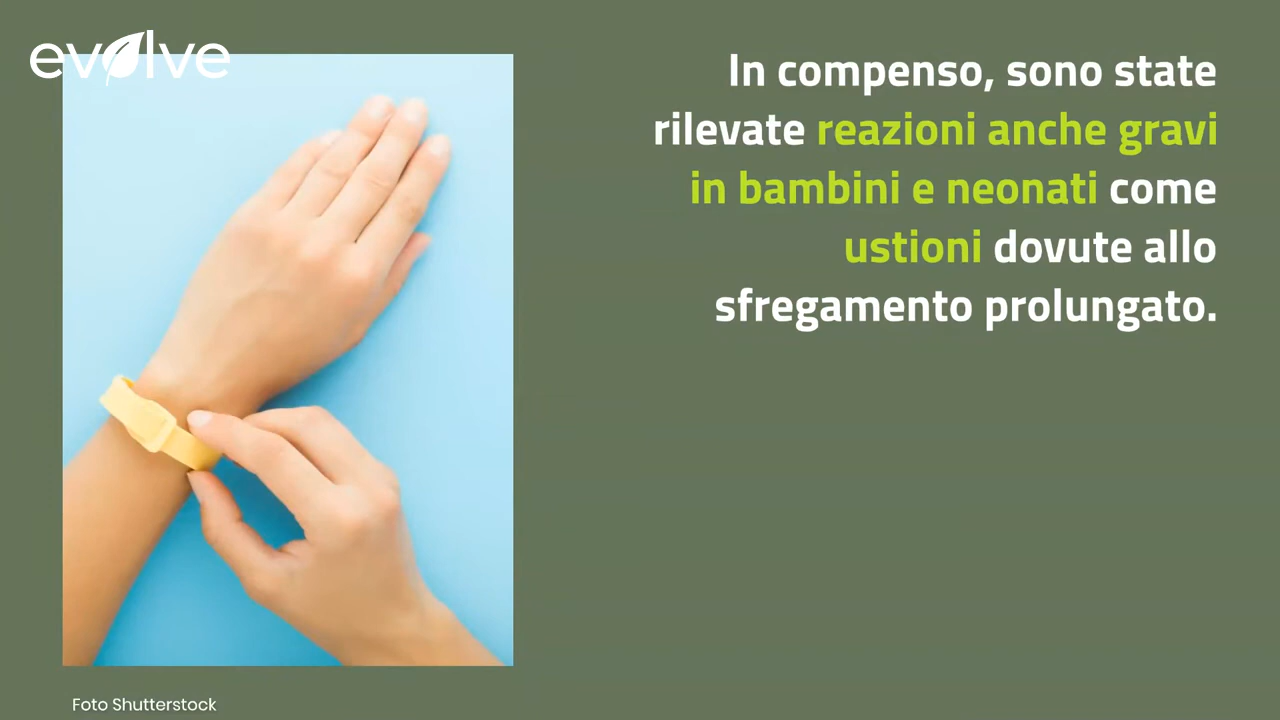 evolve
In compenso, sono state
rilevate reazioni anche gravi
in bambini e neonati come
ustioni dovute allo
sfregamento prolungato.
Foto Shutterstock